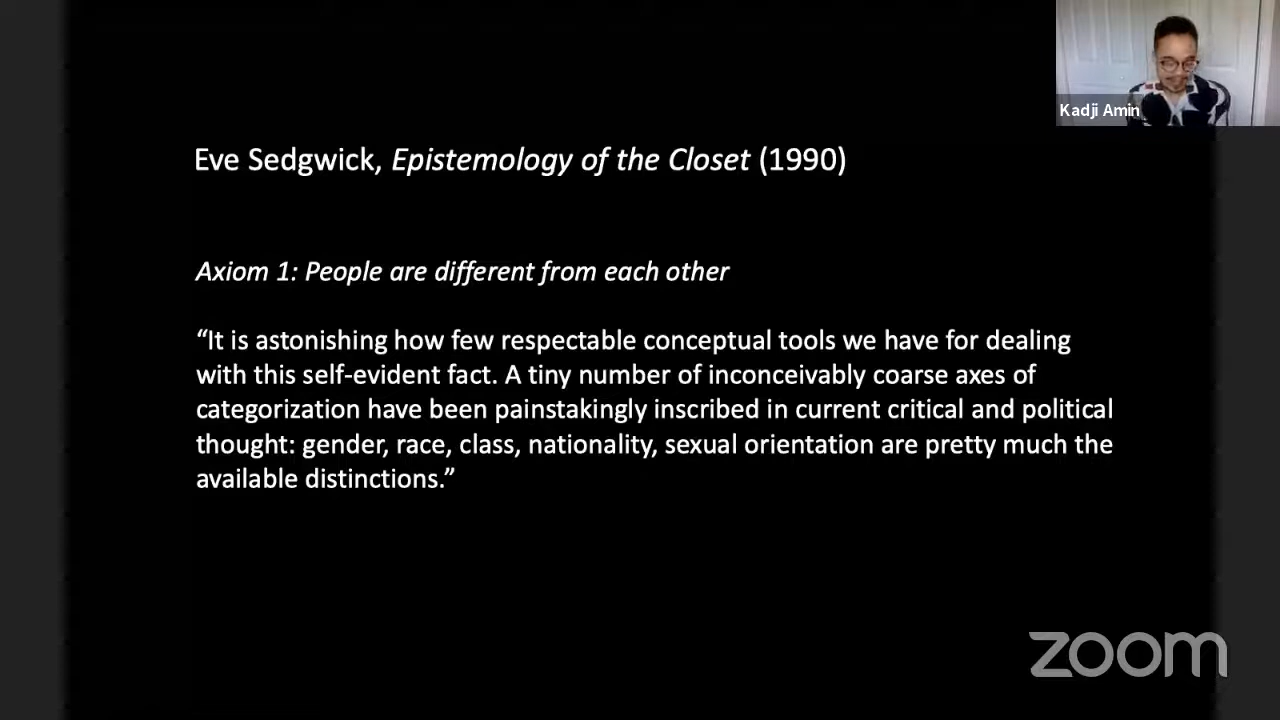 Kadji Amin
Eve Sedgwick, Epistemology of the Closet (1990)
Axiom 1: People are different from each other
“It is astonishing how few respectable conceptual tools we have for dealing
with this self-evident fact. A tiny number of inconceivably coarse axes of
categorization have been painstakingly inscribed in current critical and political
thought: gender, race, class, nationality, sexual orientation are pretty much the
available distinctions.”
zoom